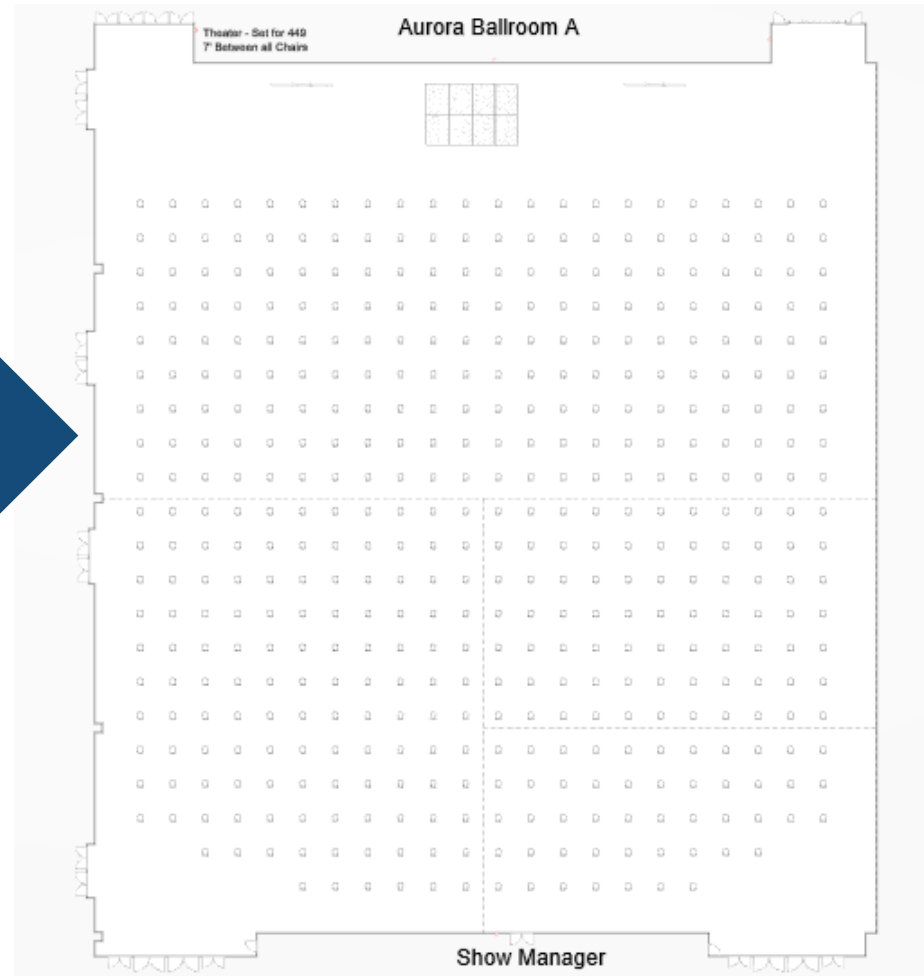 Aurora Ballroom A
Theater - Set for 449
7' Between all Chairs
Show Manager